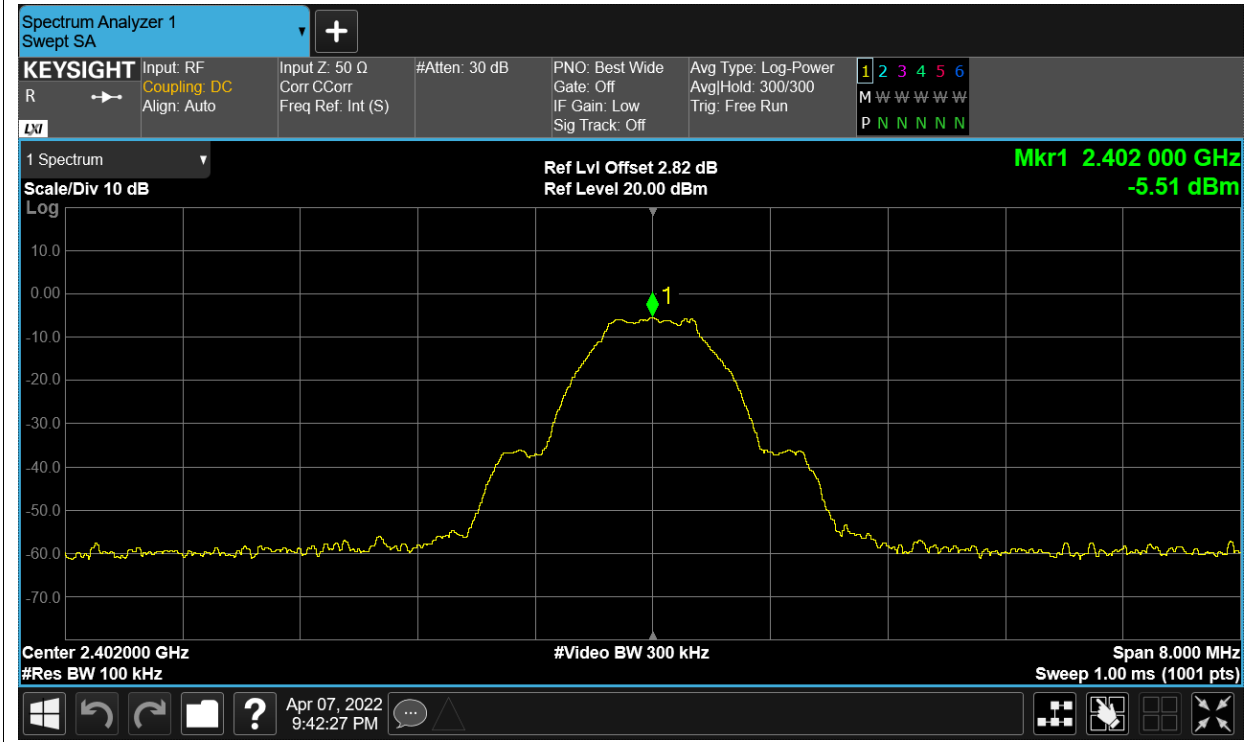 Spectrum Analyzer 1
Swept SA
KEYSIGHT
R
LXI
Input: RF
Coupling: DC
Align: Auto
Input Z: 50 Ω
Corr CCorr
Freq Ref: Int (S)
#Atten: 30 dB
PNO: Best Wide
Gate: Off
IF Gain: Low
Sig Track: Off
Avg Type: Log-Power
Avg|Hold: 300/300
Trig: Free Run
1 2 3 4 5 6
M W W W W W
P N N N N N
1 Spectrum
Scale/Div 10 dB
Log
Ref Lvl Offset 2.82 dB
Ref Level 20.00 dBm
Mkr1 2.402 000 GHz
-5.51 dBm
10.0
0.00
-10.0
-20.0
-30.0
-40.0
-50.0
-60.0
-70.0
1
Center 2.402000 GHz
#Res BW 100 kHz
#Video BW 300 kHz
Span 8.000 MHz
Sweep 1.00 ms (1001 pts)
?
Apr 07, 2022
9:42:27 PM